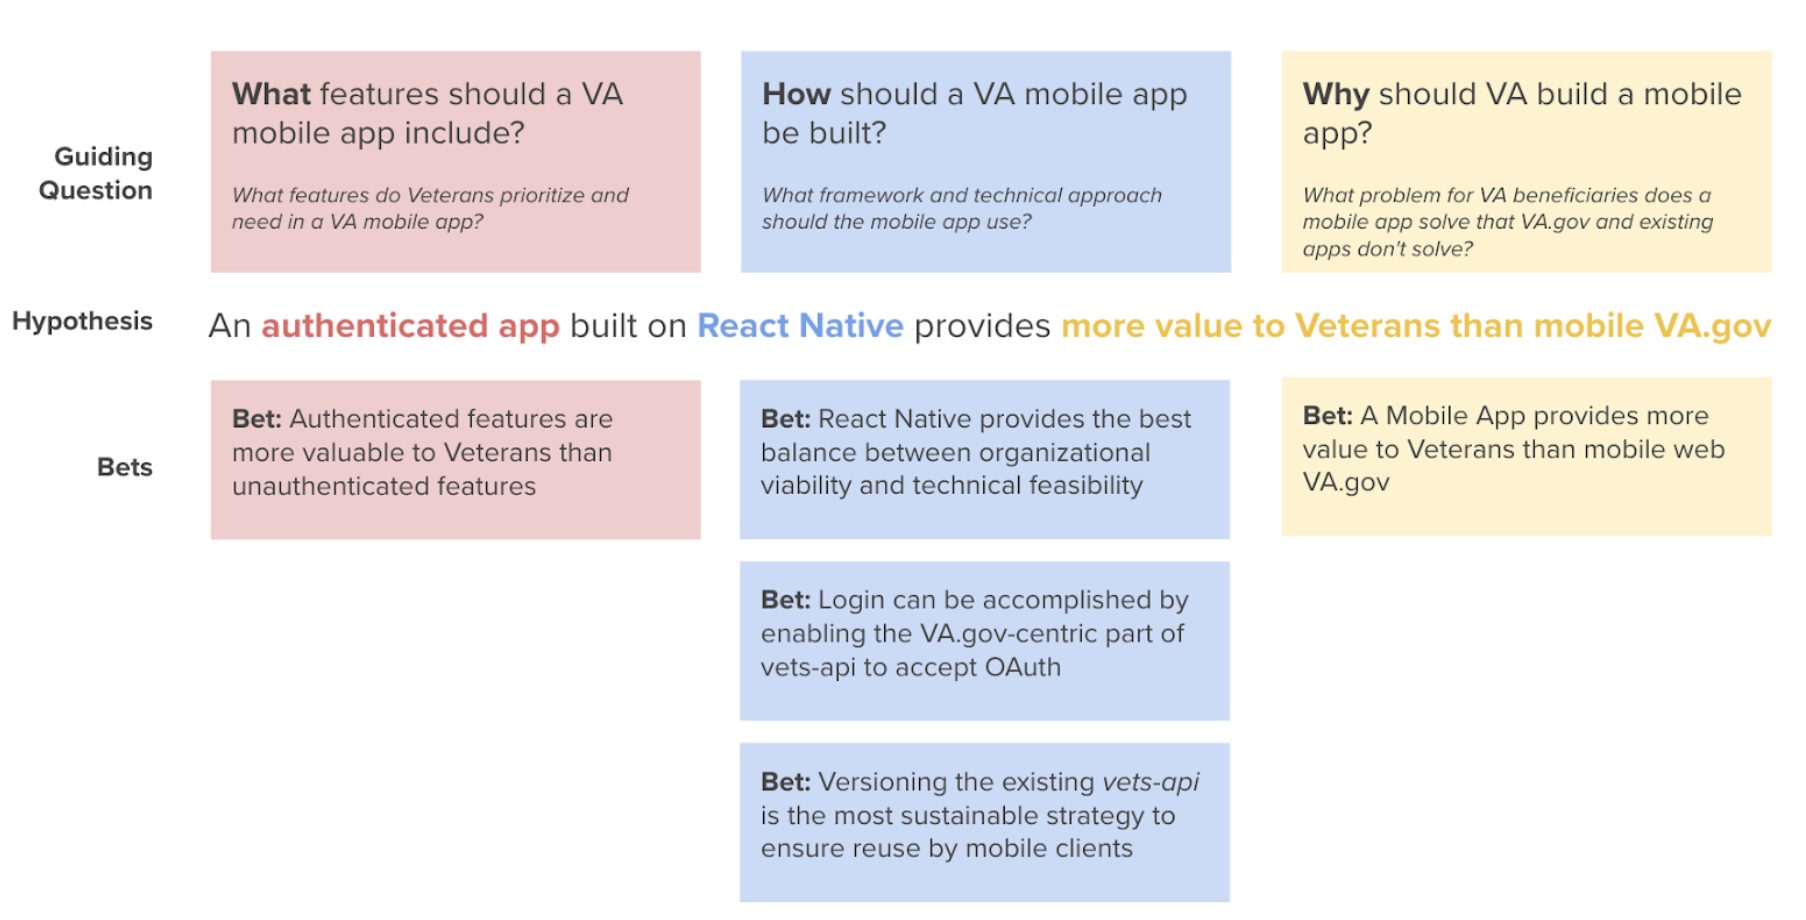 What features should a VA
mobile app include?
What features do Veterans prioritize and
need in a VA mobile app?
How should a VA mobile app
be built?
What framework and technical approach
should the mobile app use?
Why should VA build a mobile
app?
What problem for VA beneficiaries does a
mobile app solve that VA.gov and existing
apps don't solve?
Guiding
Question
Hypothesis
An authenticated app built on React Native provides more value to Veterans than mobile VA.gov
Bets
Bet: Authenticated features are
more valuable to Veterans than
unauthenticated features
Bet: React Native provides the best
balance between organizational
viability and technical feasibility
Bet: A Mobile App provides more
value to Veterans than mobile web
VA.gov
Bet: Login can be accomplished by
enabling the VA.gov-centric part of
vets-api to accept OAuth
Bet: Versioning the existing vets-api
is the most sustainable strategy to
ensure reuse by mobile clients